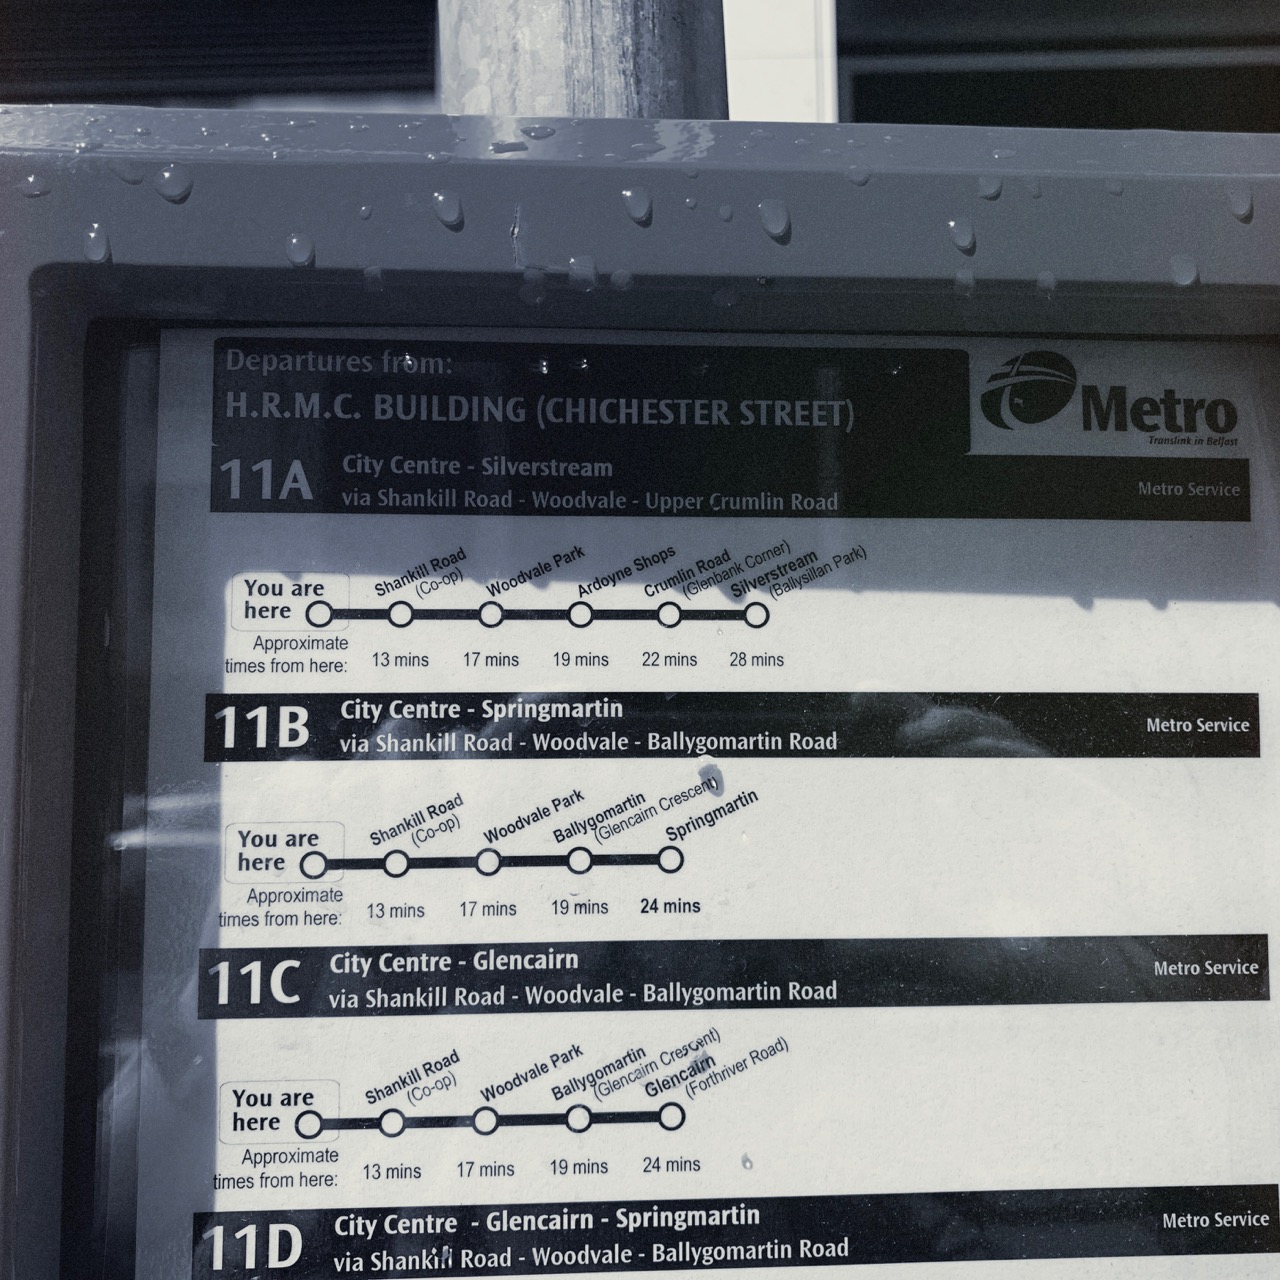 Departures from:
H.R.M.C. BUILDING (CHICHESTER STREET)
Metro
Translink in Belfast
11A
City Centre - Silverstream
via Shankill Road - Woodvale - Upper Crumlin Road
Metro Service
You are
here
Shankill Road
(Co-op)
Woodvale Park
Ardoyne Shops
Crumlin Road
(Glenbank Corner)
Silverstream
(Ballysillan Park)
Approximate
times from here:
13 mins 17 mins 19 mins 22 mins 28 mins
11B
City Centre - Springmartin
via Shankill Road - Woodvale - Ballygomartin Road
Metro Service
You are
here
Shankill Road
(Co-op)
Woodvale Park
Ballygomartin
(Glencairn Crescent)
Springmartin
Approximate
times from here:
13 mins 17 mins 19 mins 24 mins
11C
City Centre - Glencairn
via Shankill Road - Woodvale - Ballygomartin Road
Metro Service
You are
here
Shankill Road
(Co-op)
Woodvale Park
Ballygomartin
(Glencairn Crescent)
Glencairn
(Forthriver Road)
Approximate
times from here:
13 mins 17 mins 19 mins 24 mins
11D
City Centre - Glencairn - Springmartin
via Shankill Road - Woodvale - Ballygomartin Road
Metro Service